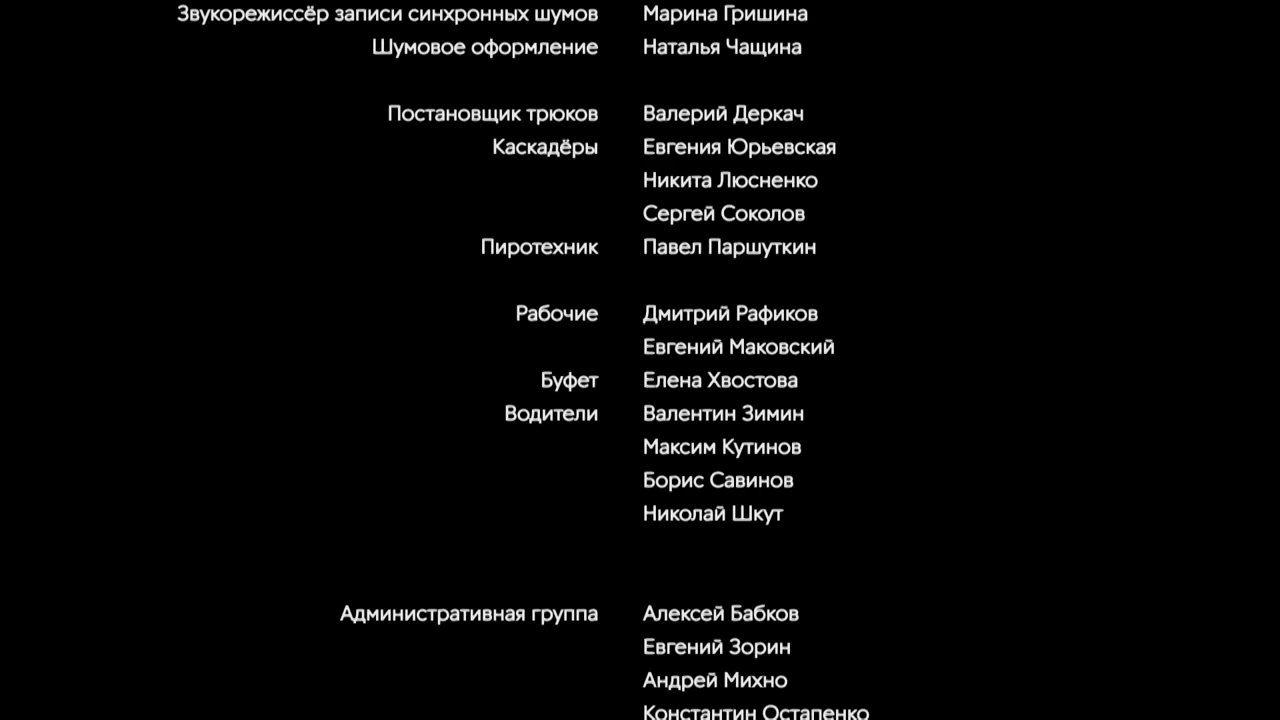 Звукорежиссёр записи синхронных шумов Марина Гришина
Шумовое оформление Наталья Чащина
Постановщик трюков Валерий Деркач
Каскадёры Евгения Юрьевская
Никита Люсненко
Сергей Соколов
Пиротехник Павел Паршуткин
Рабочие Дмитрий Рафиков
Евгений Маковский
Буфет Елена Хвостова
Водители Валентин Зимин
Максим Кутинов
Борис Савинов
Николай Шкут
Административная группа Алексей Бабков
Евгений Зорин
Андрей Михно
Константин Остапенко